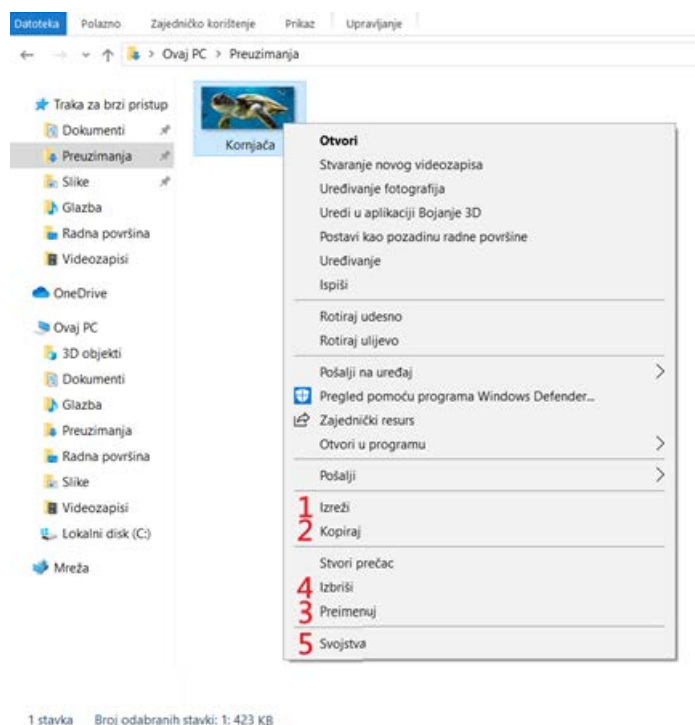 Datoteka Polazno Zajedničko korištenje Prikaz Upravljanje
Ovaj PC > Preuzimanja
Traka za brzi pristup
Dokumenti
Preuzimanja
Slike
Glazba
Radna površina
Videozapisi
OneDrive
Ovaj PC
3D objekti
Dokumenti
Glazba
Preuzimanja
Radna površina
Slike
Videozapisi
Lokalni disk (C:)
Mreža
Kornjača
Otvori
Stvaranje novog videozapisa
Uređivanje fotografija
Uredi u aplikaciji Bojanje 3D
Postavi kao pozadinu radne površine
Uređivanje
Ispiši
Rotiraj udesno
Rotiraj ulijevo
Pošalji na uređaj
Pregled pomoću programa Windows Defender...
Zajednički resurs
Otvori u programu
Pošalji
1 Izreži
2 Kopiraj
Stvori prečac
4 Izbriši
3 Preimenuj
5 Svojstva
1 stavka Broj odabranih stavki: 1: 423 KB